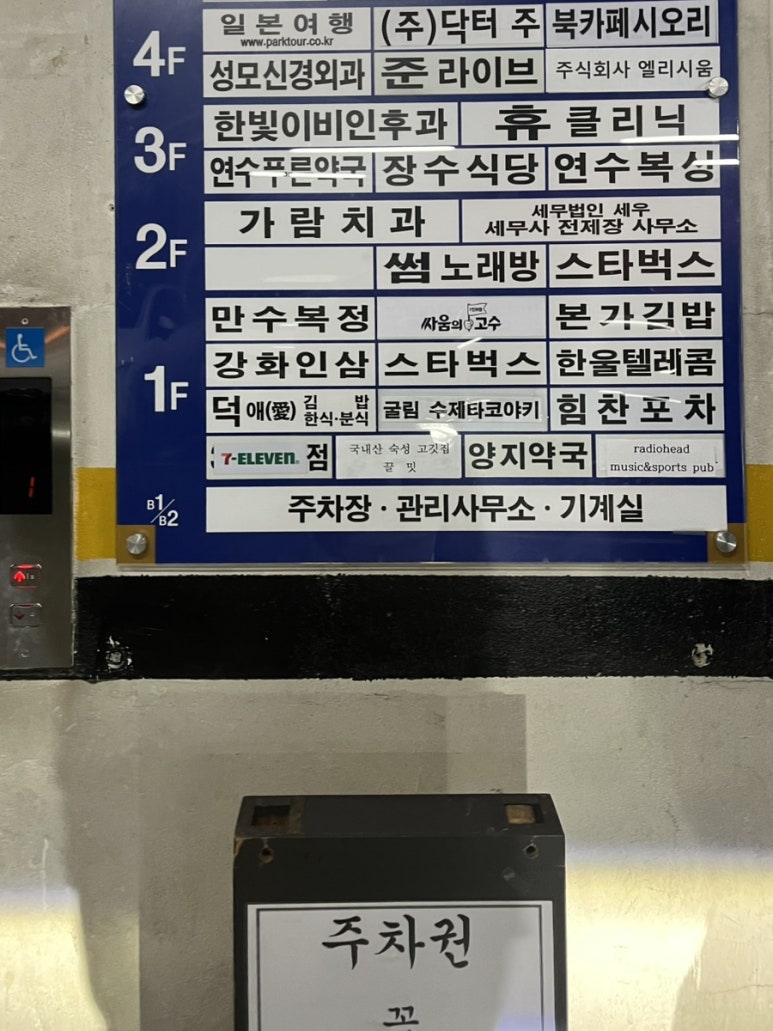 4F
일본여행 (주)닥터 주 북카페시오리
www.parktour.co.kr
성모신경외과 준 라이브 주식회사 엘리시움
3F
한빛이비인후과 휴 클리닉
연수푸른약국 장수식당 연수복싱
2F
가람치과 세무법인 세우
세무사 전제장 사무소
썸 노래방 스타벅스
1F
만수복정 싸움의고수 본가김밥
강화인삼 스타벅스 한울텔레콤
덕애(愛) 김밥 한식·분식 굴림 수제타코야키 힘찬포차
7-ELEVEN 점 국내산 숙성 고깃집 양지약국 radiohead
끌밋 music&sports pub
B1/B2 주차장 · 관리사무소 · 기계실
주차권
꼭